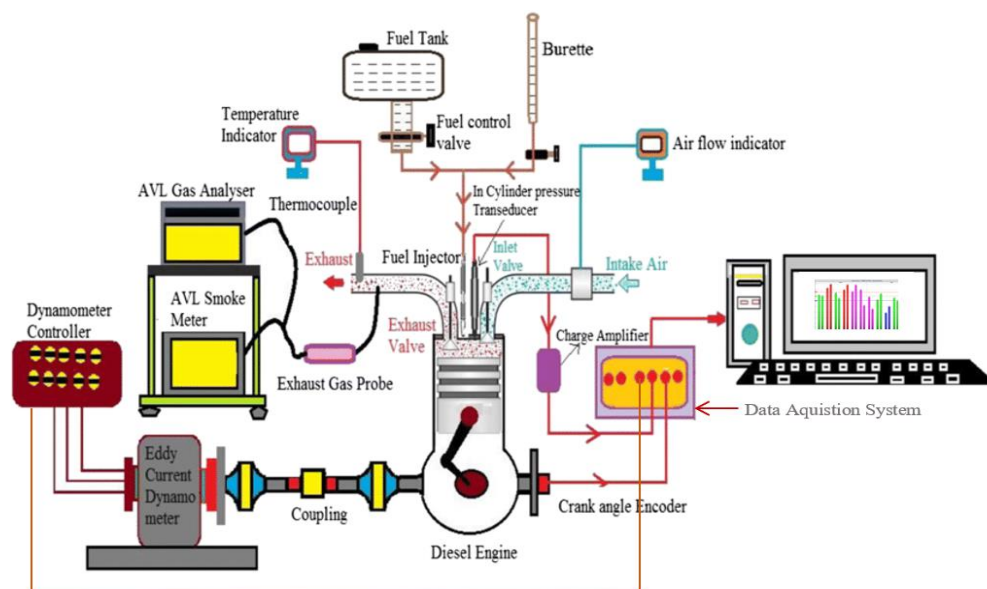 Fuel Tank
Burette
Temperature
Indicator
Fuel control
valve
Air flow indicator
AVL Gas Analyser
Thermocouple
In Cylinder pressure
Transeducer
Exhaust
Fuel Injector
Inlet
Valve
Intake Air
AVL Smoke
Meter
Dynamometer
Controller
Exhaust
Valve
Charge Amplifier
Exhaust Gas Probe
Data Aquistion System
Eddy
Current
Dynamo
meter
Coupling
Crank angle Encoder
Diesel Engine